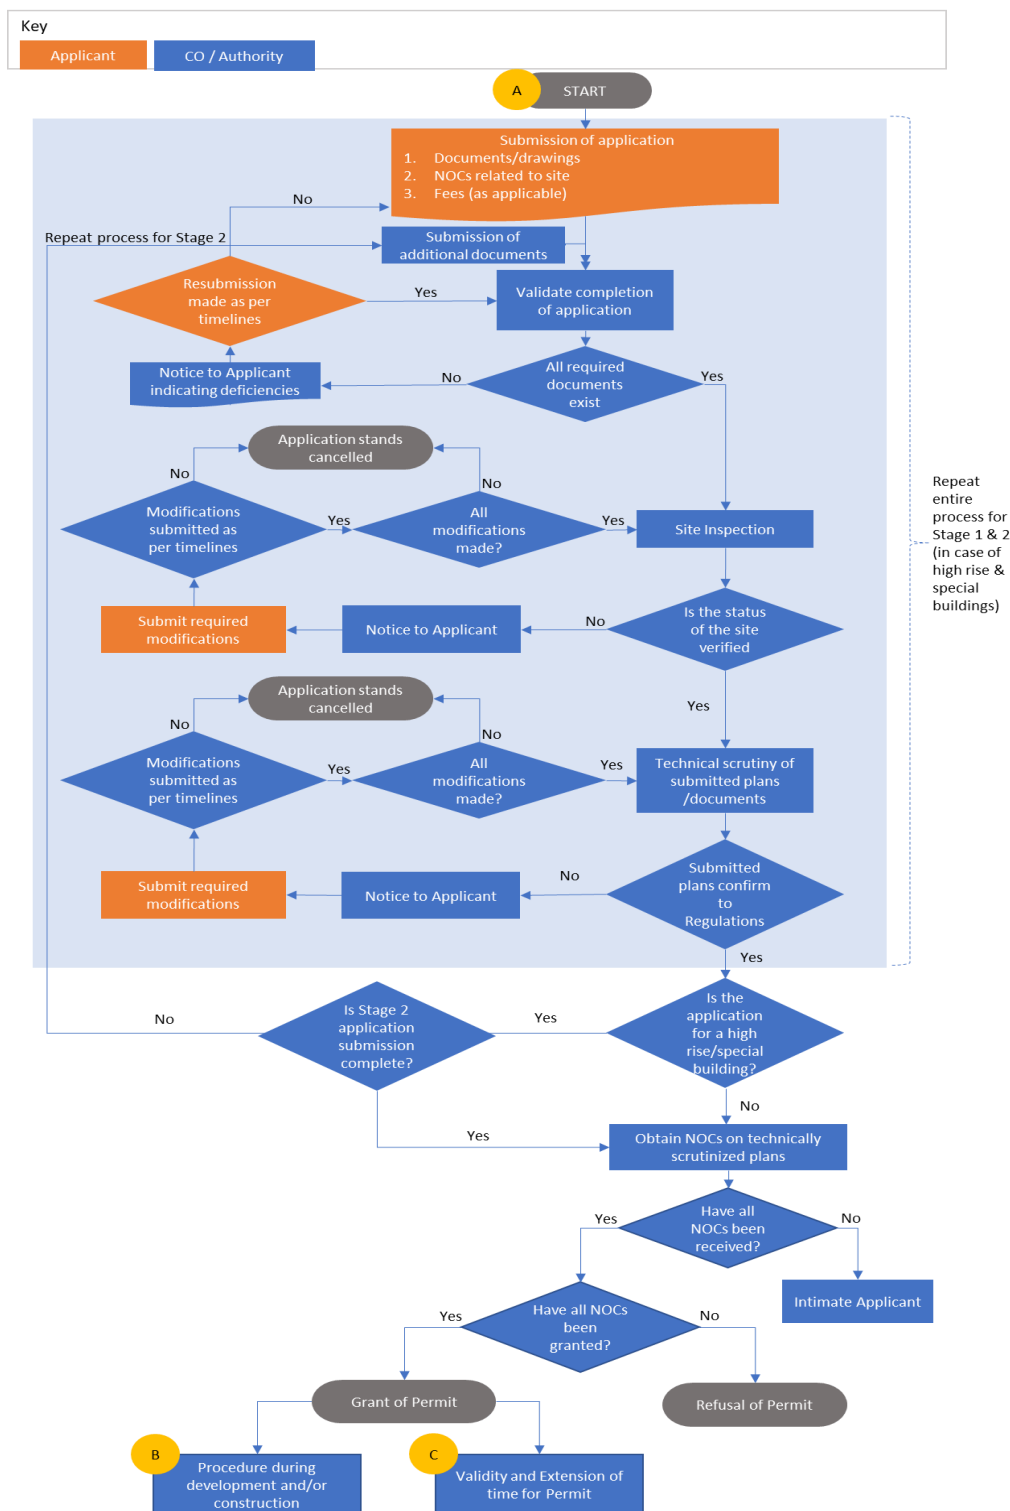 Key
Applicant
CO / Authority
A
START
Submission of application
1. Documents/drawings
2. NOCs related to site
3. Fees (as applicable)
No
Repeat process for Stage 2
Submission of
additional documents
Resubmission
made as per
timelines
Yes
Validate completion
of application
Notice to Applicant
indicating deficiencies
No
All required
documents
exist
Yes
Application stands
cancelled
No
No
Modifications
submitted as
per timelines
Yes
All
modifications
made?
Yes
Site Inspection
Repeat
entire
process for
Stage 1 & 2
(in case of
high rise &
special
buildings)
Submit required
modifications
Notice to Applicant
No
Is the status
of the site
verified
Application stands
cancelled
Yes
No
No
Modifications
submitted as
per timelines
Yes
All
modifications
made?
Yes
Technical scrutiny of
submitted plans
/documents
Submit required
modifications
Notice to Applicant
No
Submitted
plans confirm
to
Regulations
Yes
No
Is Stage 2
application
submission
complete?
Yes
Is the
application
for a high
rise/special
building?
No
Yes
Obtain NOCs on technically
scrutinized plans
Yes
Have all
NOCs been
received?
No
Intimate Applicant
Yes
Have all NOCs
been
granted?
No
Grant of Permit
Refusal of Permit
B
Procedure during
development and/or
construction
C
Validity and Extension of
time for Permit